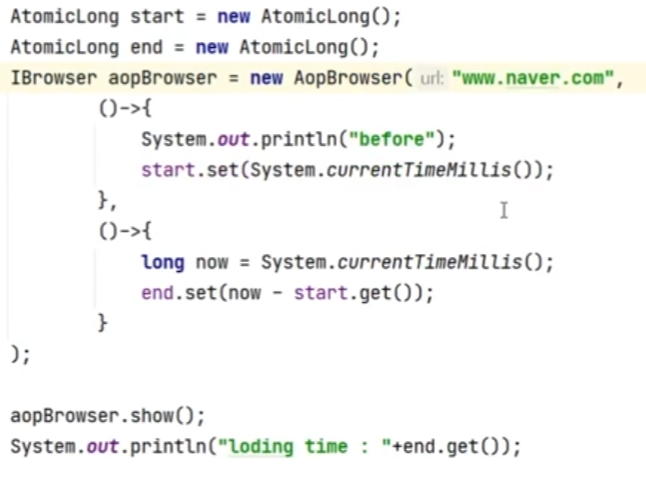 AtomicLong start = new AtomicLong();
AtomicLong end = new AtomicLong();
IBrowser aopBrowser = new AopBrowser( url: "www.naver.com",
()->{
System.out.println("before");
start.set(System.currentTimeMillis());
},
()->{
long now = System.currentTimeMillis();
end.set(now - start.get());
}
);
aopBrowser.show();
System.out.println("loding time : "+end.get());